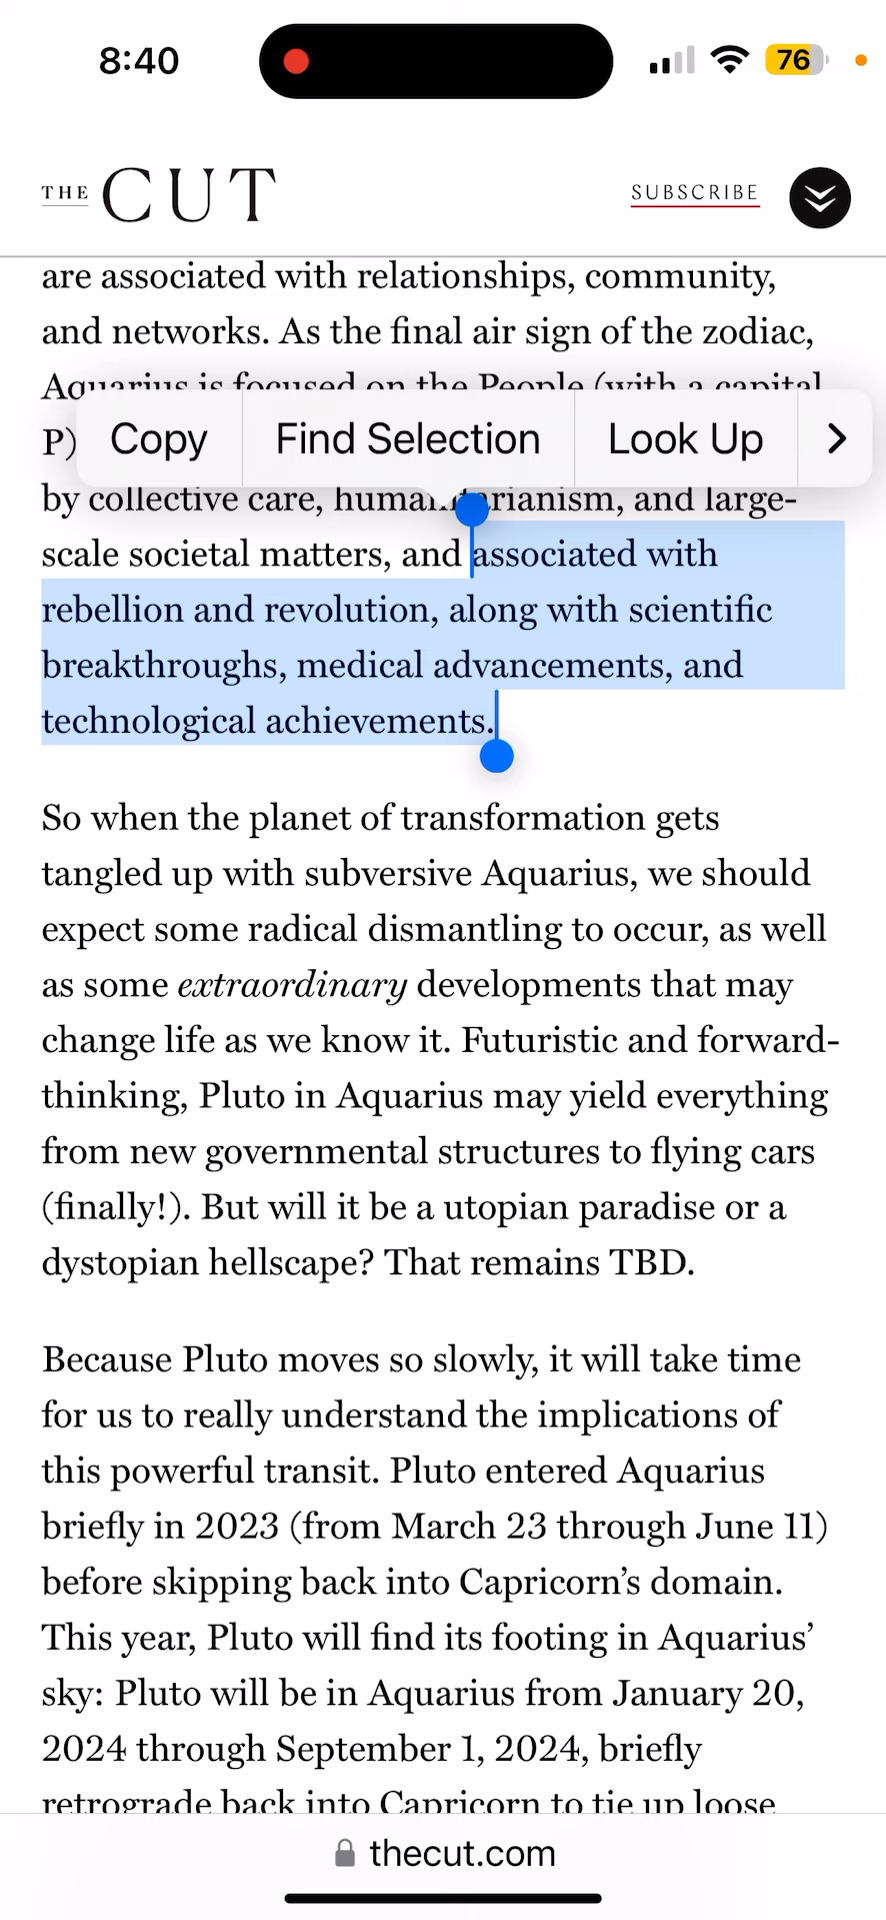 8:40
76
THE CUT
SUBSCRIBE
are associated with relationships, community,
and networks. As the final air sign of the zodiac,
Aquarius is focused on the People (with a capital
P)
Copy
Find Selection
Look Up
by collective care, humanitarianism, and large-
scale societal matters, and associated with
rebellion and revolution, along with scientific
breakthroughs, medical advancements, and
technological achievements.
So when the planet of transformation gets
tangled up with subversive Aquarius, we should
expect some radical dismantling to occur, as well
as some extraordinary developments that may
change life as we know it. Futuristic and forward-
thinking, Pluto in Aquarius may yield everything
from new governmental structures to flying cars
(finally!). But will it be a utopian paradise or a
dystopian hellscape? That remains TBD.
Because Pluto moves so slowly, it will take time
for us to really understand the implications of
this powerful transit. Pluto entered Aquarius
briefly in 2023 (from March 23 through June 11)
before skipping back into Capricorn’s domain.
This year, Pluto will find its footing in Aquarius’
sky: Pluto will be in Aquarius from January 20,
2024 through September 1, 2024, briefly
retrograde back into Capricorn to tie up loose
thecut.com